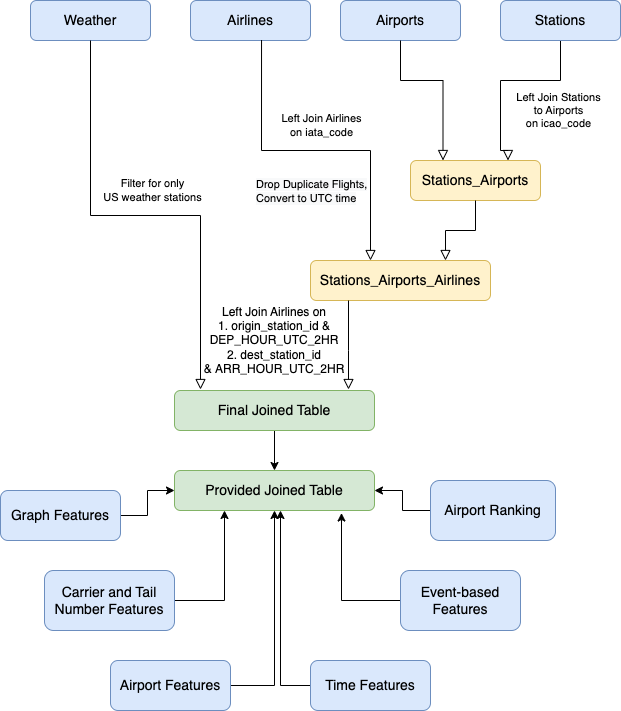 Weather
Airlines
Airports
Stations
Left Join Stations
to Airports
on icao_code
Left Join Airlines
on iata_code
Stations_Airports
Filter for only
US weather stations
Drop Duplicate Flights,
Convert to UTC time
Stations_Airports_Airlines
Left Join Airlines on
1. origin_station_id &
DEP_HOUR_UTC_2HR
2. dest_station_id
& ARR_HOUR_UTC_2HR
Final Joined Table
Provided Joined Table
Graph Features
Airport Ranking
Carrier and Tail
Number Features
Event-based
Features
Airport Features
Time Features